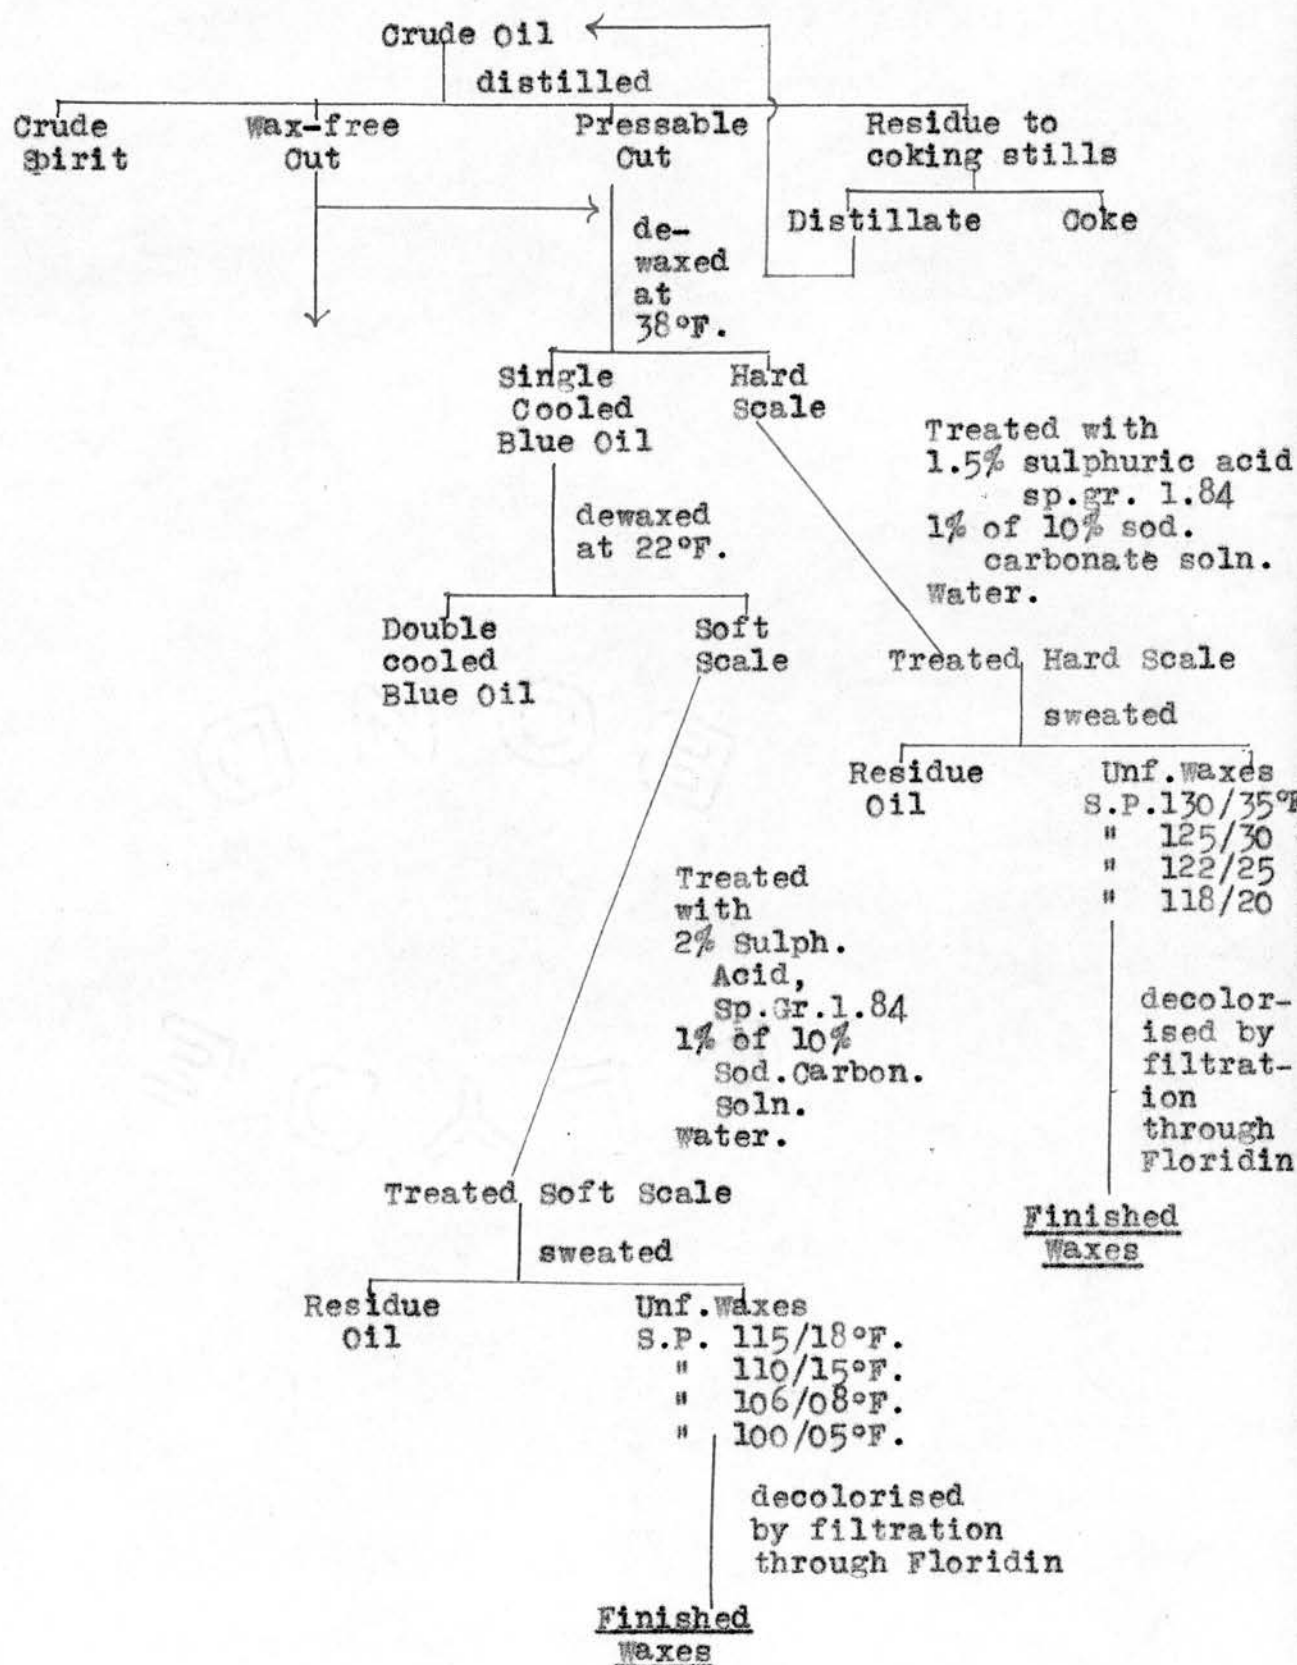 Crude Oil
distilled
Crude
Spirit
Wax-free
Cut
Pressable
Cut
Residue to
coking stills
Distillate
Coke
de-
waxed
at
38°F.
Single
Cooled
Blue Oil
Hard
Scale
Treated with
1.5% sulphuric acid
sp.gr. 1.84
1% of 10% sod.
carbonate soln.
Water.
dewaxed
at 22°F.
Double
cooled
Blue Oil
Soft
Scale
Treated Hard Scale
sweated
Residue
Oil
Unf.Waxes
S.P.130/35°F
" 125/30
" 122/25
" 118/20
Treated
with
2% Sulph.
Acid,
Sp.Gr.1.84
1% of 10%
Sod.Carbon.
Soln.
Water.
decolor-
ised by
filtrat-
ion
through
Floridin
Finished
Waxes
Treated Soft Scale
sweated
Residue
Oil
Unf.Waxes
S.P. 115/18°F.
" 110/15°F.
" 106/08°F.
" 100/05°F.
decolorised
by filtration
through Floridin
Finished
Waxes